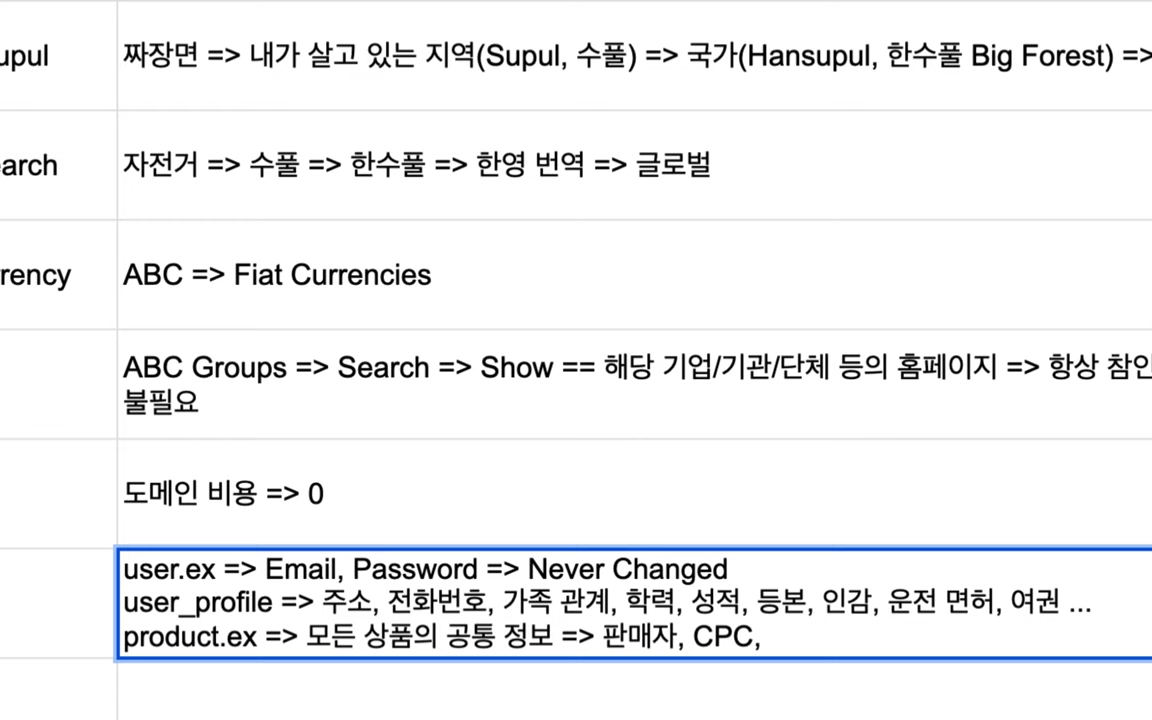 upul
짜장면 => 내가 살고 있는 지역(Supul, 수풀) => 국가(Hansupul, 한수풀 Big Forest) =>
earch
자전거 => 수풀 => 한수풀 => 한영 번역 => 글로벌
rrency
ABC => Fiat Currencies
ABC Groups => Search => Show == 해당 기업/기관/단체 등의 홈페이지 => 항상 참인
불필요
도메인 비용 => 0
user.ex => Email, Password => Never Changed
user_profile => 주소, 전화번호, 가족 관계, 학력, 성적, 등본, 인감, 운전 면허, 여권 ...
product.ex => 모든 상품의 공통 정보 => 판매자, CPC,